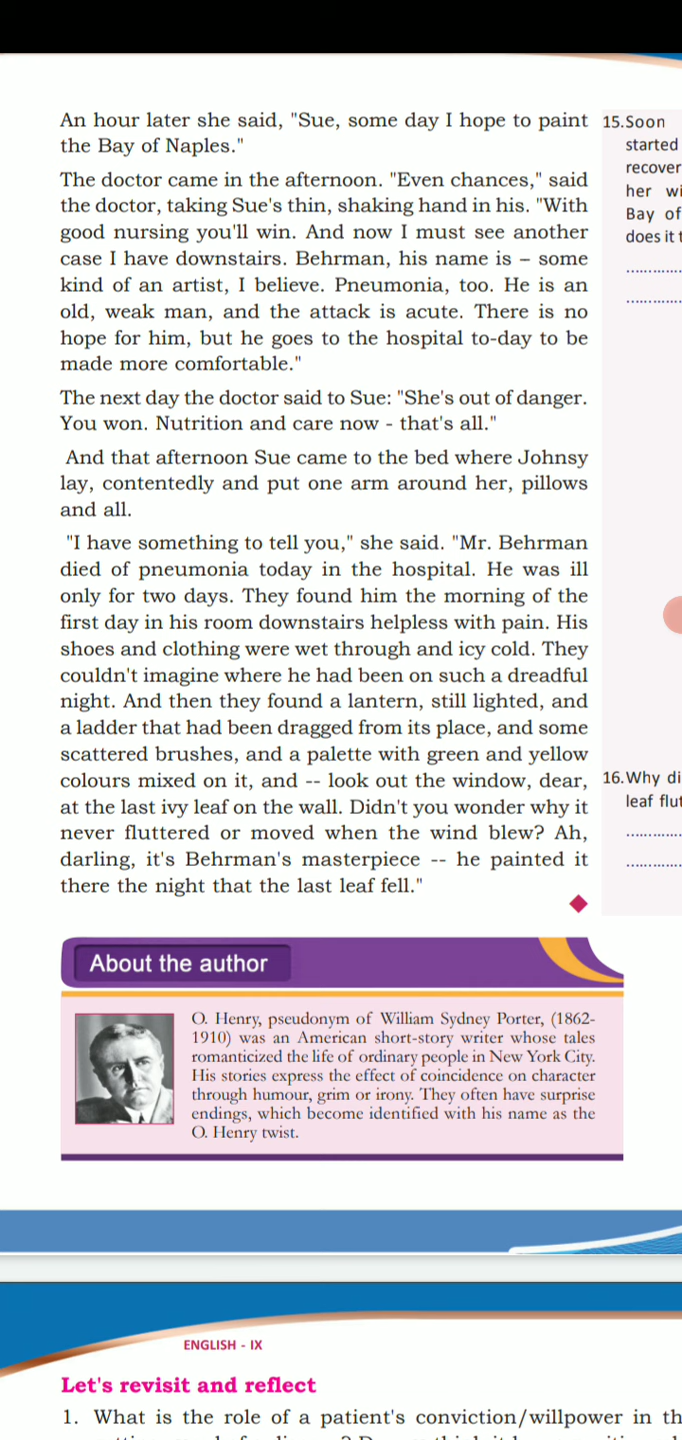 An hour later she said, "Sue, some day I hope to paint
the Bay of Naples."
The doctor came in the afternoon. "Even chances," said
the doctor, taking Sue's thin, shaking hand in his. "With
good nursing you'll win. And now I must see another
case I have downstairs. Behrman, his name is – some
kind of an artist, I believe. Pneumonia, too. He is an
old, weak man, and the attack is acute. There is no
hope for him, but he goes to the hospital to-day to be
made more comfortable."
The next day the doctor said to Sue: "She's out of danger.
You won. Nutrition and care now - that's all."
And that afternoon Sue came to the bed where Johnsy
lay, contentedly and put one arm around her, pillows
and all.
"I have something to tell you," she said. "Mr. Behrman
died of pneumonia today in the hospital. He was ill
only for two days. They found him the morning of the
first day in his room downstairs helpless with pain. His
shoes and clothing were wet through and icy cold. They
couldn't imagine where he had been on such a dreadful
night. And then they found a lantern, still lighted, and
a ladder that had been dragged from its place, and some
scattered brushes, and a palette with green and yellow
colours mixed on it, and -- look out the window, dear,
at the last ivy leaf on the wall. Didn't you wonder why it
never fluttered or moved when the wind blew? Ah,
darling, it's Behrman's masterpiece -- he painted it
there the night that the last leaf fell."
15.Soon
started
recover
her wi
Bay of
does it t
16.Why di
leaf flut
About the author
O. Henry, pseudonym of William Sydney Porter, (1862-
1910) was an American short-story writer whose tales
romanticized the life of ordinary people in New York City.
His stories express the effect of coincidence on character
through humour, grim or irony. They often have surprise
endings, which become identified with his name as the
O. Henry twist.
ENGLISH - IX
Let's revisit and reflect
1. What is the role of a patient's conviction/willpower in th